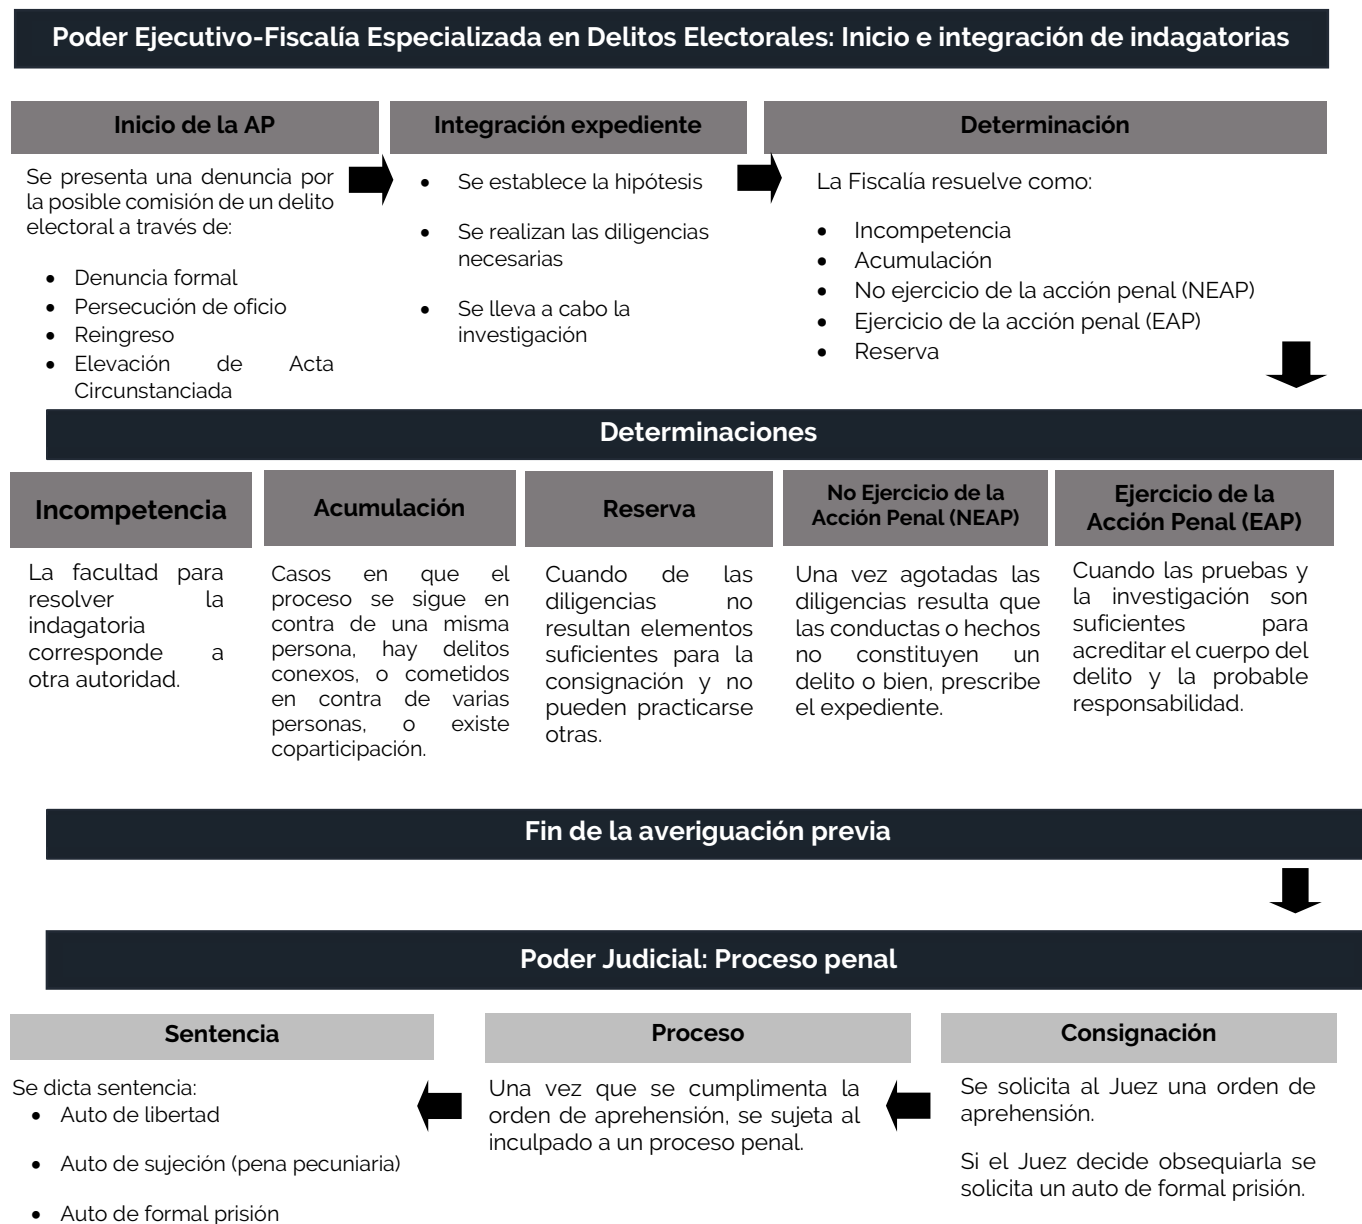 Poder Ejecutivo-Fiscalía Especializada en Delitos Electorales: Inicio e integración de indagatorias
Inicio de la AP
Se presenta una denuncia por
la posible comisión de un delito
electoral a través de:
• Denuncia formal
• Persecución de oficio
• Reingreso
• Elevación de Acta
Circunstanciada
Integración expediente
• Se establece la hipótesis
• Se realizan las diligencias
necesarias
• Se lleva a cabo la
investigación
Determinación
La Fiscalía resuelve como:
• Incompetencia
• Acumulación
• No ejercicio de la acción penal (NEAP)
• Ejercicio de la acción penal (EAP)
• Reserva
Determinaciones
Incompetencia
La facultad para
resolver la
indagatoria
corresponde a
otra autoridad.
Acumulación
Casos en que el
proceso se sigue en
contra de una misma
persona, hay delitos
conexos, o cometidos
en contra de varias
personas, o existe
coparticipación.
Reserva
Cuando de las
diligencias no
resultan elementos
suficientes para la
consignación y no
pueden practicarse
otras.
No Ejercicio de la
Acción Penal (NEAP)
Una vez agotadas las
diligencias resulta que
las conductas o hechos
no constituyen un
delito o bien, prescribe
el expediente.
Ejercicio de la
Acción Penal (EAP)
Cuando las pruebas y
la investigación son
suficientes para
acreditar el cuerpo del
delito y la probable
responsabilidad.
Fin de la averiguación previa
Poder Judicial: Proceso penal
Sentencia
Se dicta sentencia:
• Auto de libertad
• Auto de sujeción (pena pecuniaria)
• Auto de formal prisión
Proceso
Una vez que se cumplimenta la
orden de aprehensión, se sujeta al
inculpado a un proceso penal.
Consignación
Se solicita al Juez una orden de
aprehensión.
Si el Juez decide obsequiarla se
solicita un auto de formal prisión.